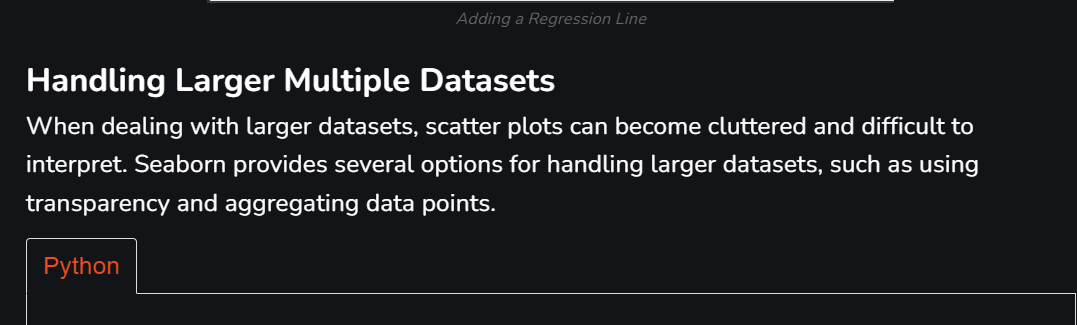 Adding a Regression Line
Handling Larger Multiple Datasets
When dealing with larger datasets, scatter plots can become cluttered and difficult to
interpret. Seaborn provides several options for handling larger datasets, such as using
transparency and aggregating data points.
Python